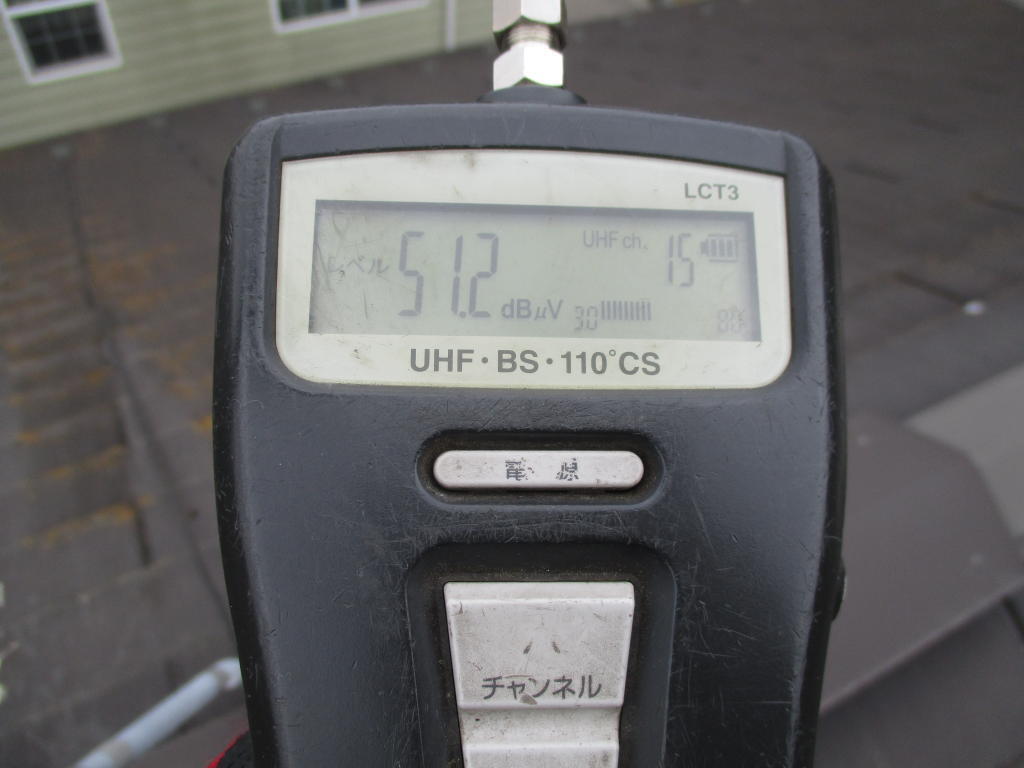 LCT3
レベル 51.2 dBμV
UHF ch. 15
30 80
UHF・BS・110°CS
電源
チャンネル